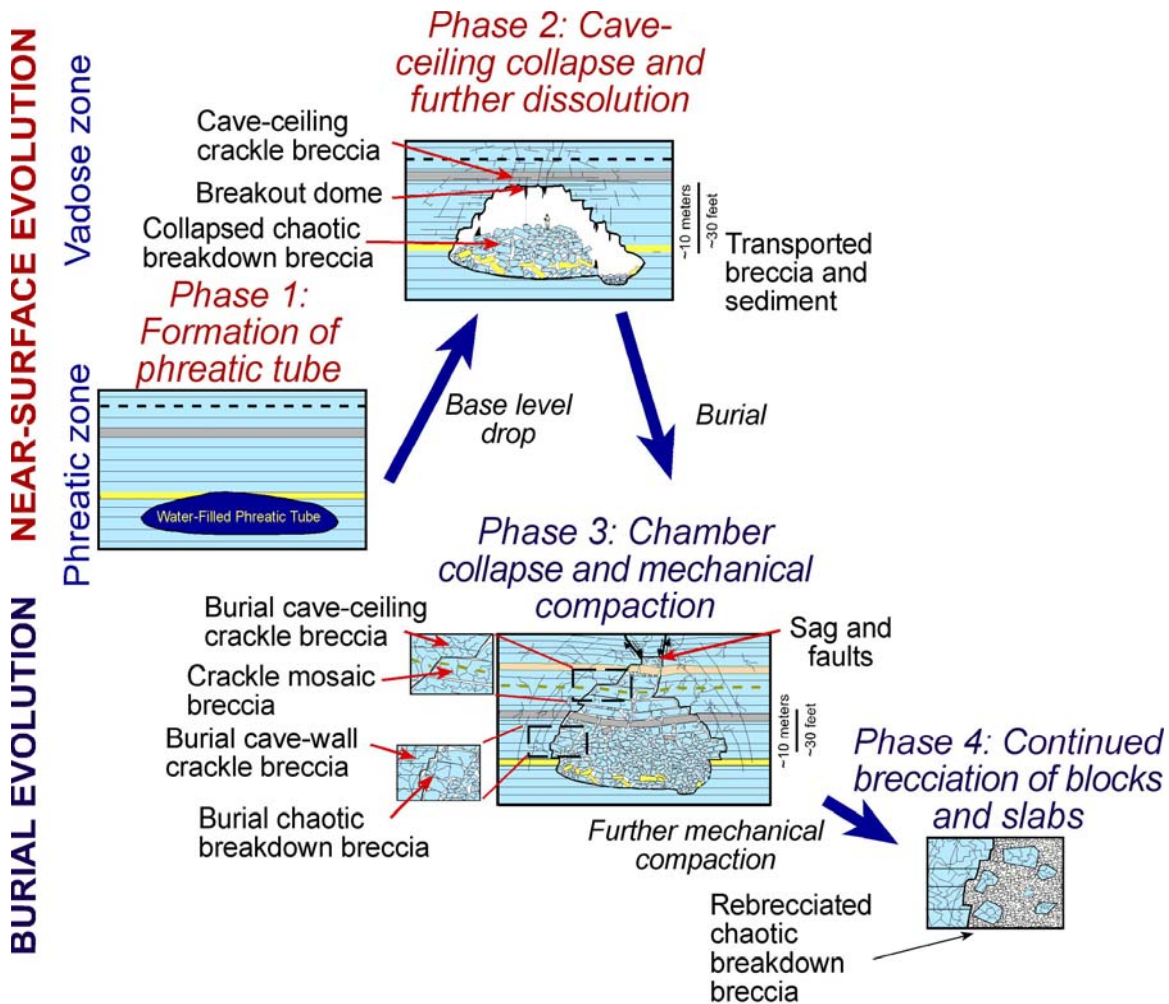 NEAR-SURFACE EVOLUTION
Vadose zone
Phreatic zone
Phase 2: Cave-
ceiling collapse and
further dissolution
Cave-ceiling
crackle breccia
Breakout dome
Collapsed chaotic
breakdown breccia
~10 meters
~30 feet
Transported
breccia and
sediment
Phase 1:
Formation of
phreatic tube
Water-Filled Phreatic Tube
Base level
drop
Burial
BURIAL EVOLUTION
Phase 3: Chamber
collapse and mechanical
compaction
Burial cave-ceiling
crackle breccia
Crackle mosaic
breccia
Burial cave-wall
crackle breccia
Burial chaotic
breakdown breccia
Sag and
faults
~10 meters
~30 feet
Further mechanical
compaction
Phase 4: Continued
brecciation of blocks
and slabs
Rebrecciated
chaotic
breakdown
breccia